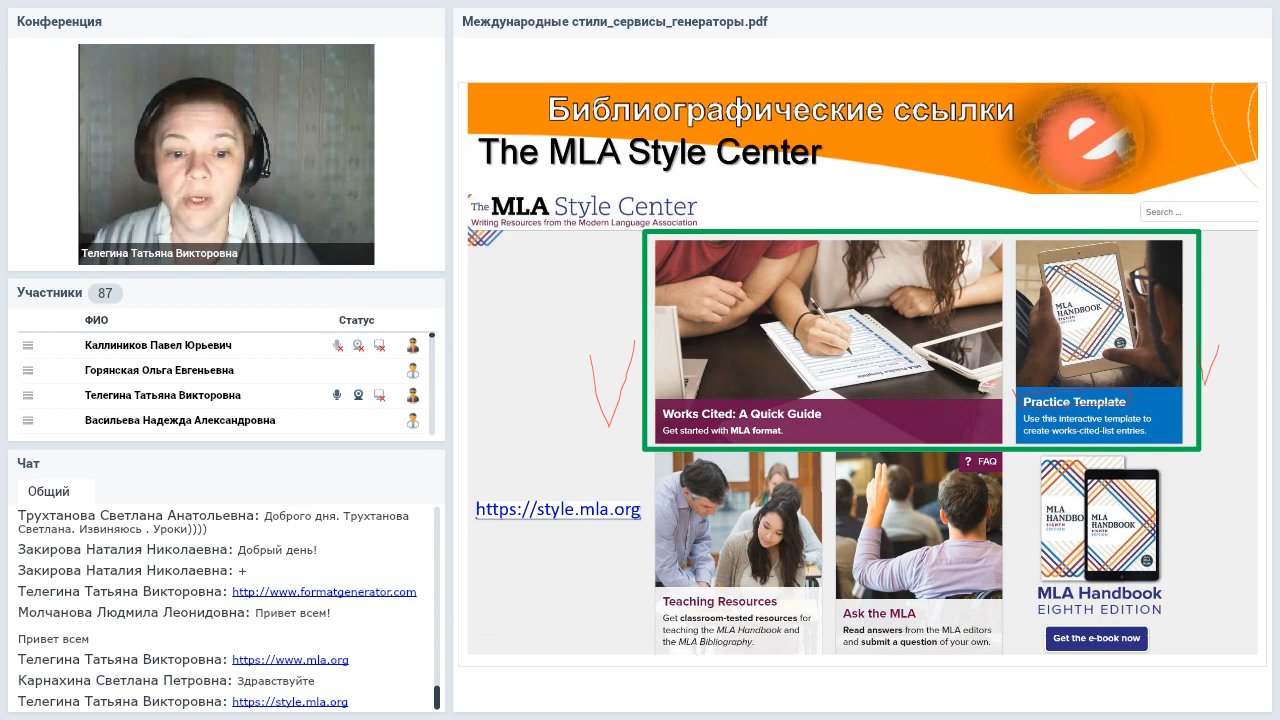 Конференция
Телегина Татьяна Викторовна
Участники 87
ФИО Статус
Каллиников Павел Юрьевич
Горянская Ольга Евгеньевна
Телегина Татьяна Викторовна
Васильева Надежда Александровна
Чат
Общий
Трухтанова Светлана Анатольевна: Доброго дня. Трухтанова
Светлана. Извиняюсь . Уроки))))
Закирова Наталия Николаевна: Добрый день!
Закирова Наталия Николаевна: +
Телегина Татьяна Викторовна: http://www.formatgenerator.com
Молчанова Людмила Леонидовна: Привет всем!
Привет всем
Телегина Татьяна Викторовна: https://www.mla.org
Карнахина Светлана Петровна: Здравствуйте
Телегина Татьяна Викторовна: https://style.mla.org
Международные стили_сервисы_генераторы.pdf
Библиографические ссылки
The MLA Style Center
The MLA Style Center
Writing Resources from the Modern Language Association
Search ...
MLA Practice Template
Works Cited: A Quick Guide
Get started with MLA format.
MLA
HANDBOOK
EIGHTH
EDITION
Practice Template
Use this interactive template to
create works-cited-list entries.
https://style.mla.org
Teaching Resources
Get classroom-tested resources for
teaching the MLA Handbook and
the MLA Bibliography.
? FAQ
Ask the MLA
Read answers from the MLA editors
and submit a question of your own.
MLA
HANDBO
EIGHTH
EDITION
MLA
HANDBOOK
EIGHTH
EDITION
MLA Handbook
EIGHTH EDITION
Get the e-book now